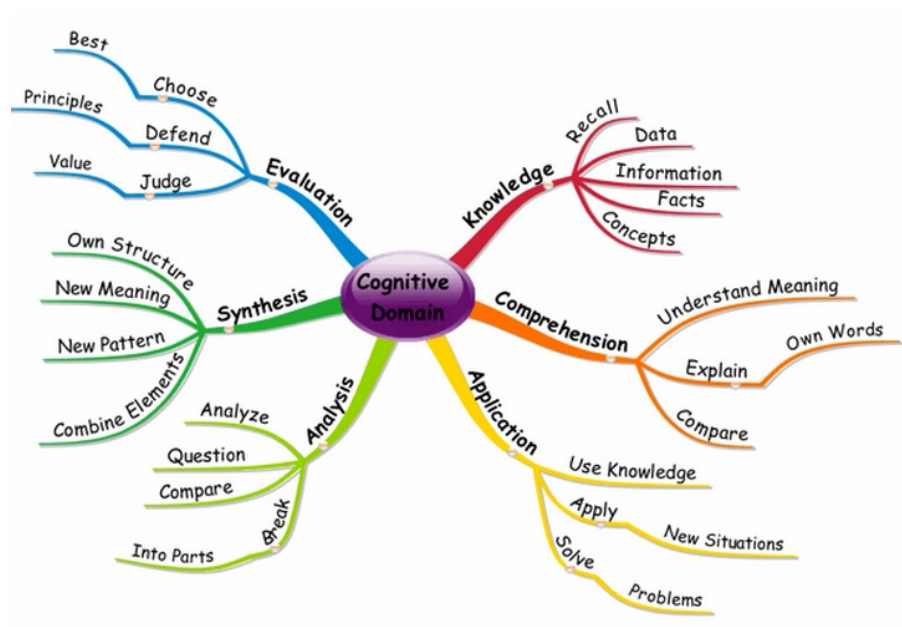 Cognitive
Domain
Knowledge
Recall
Data
Information
Facts
Concepts
Comprehension
Understand Meaning
Explain
Own Words
Compare
Application
Use Knowledge
Apply
New Situations
Solve
Problems
Analysis
Analyze
Question
Compare
Break
Into Parts
Synthesis
Own Structure
New Meaning
New Pattern
Combine Elements
Evaluation
Choose
Best
Defend
Principles
Judge
Value